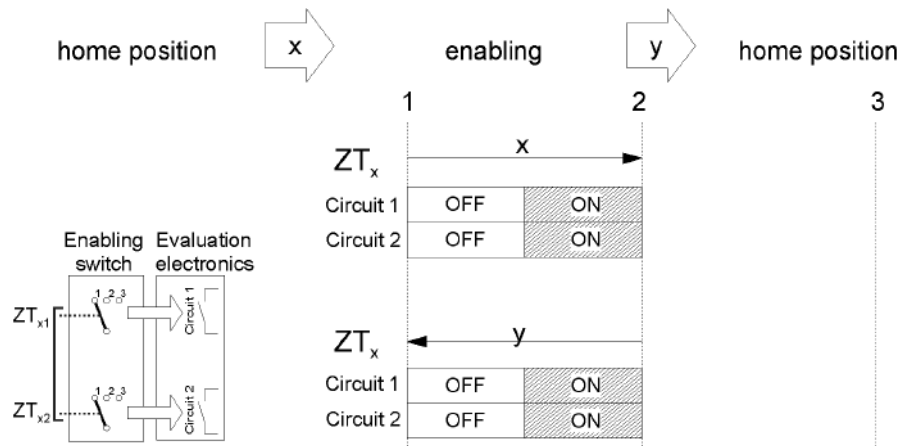 home position
x
enabling
y
home position
1
2
3
ZTx
x
Circuit 1
OFF
ON
Circuit 2
OFF
ON
Enabling switch
Evaluation electronics
ZTx1
1 2 3
Circuit 1
ZTx2
1 2 3
Circuit 2
ZTx
y
Circuit 1
OFF
ON
Circuit 2
OFF
ON